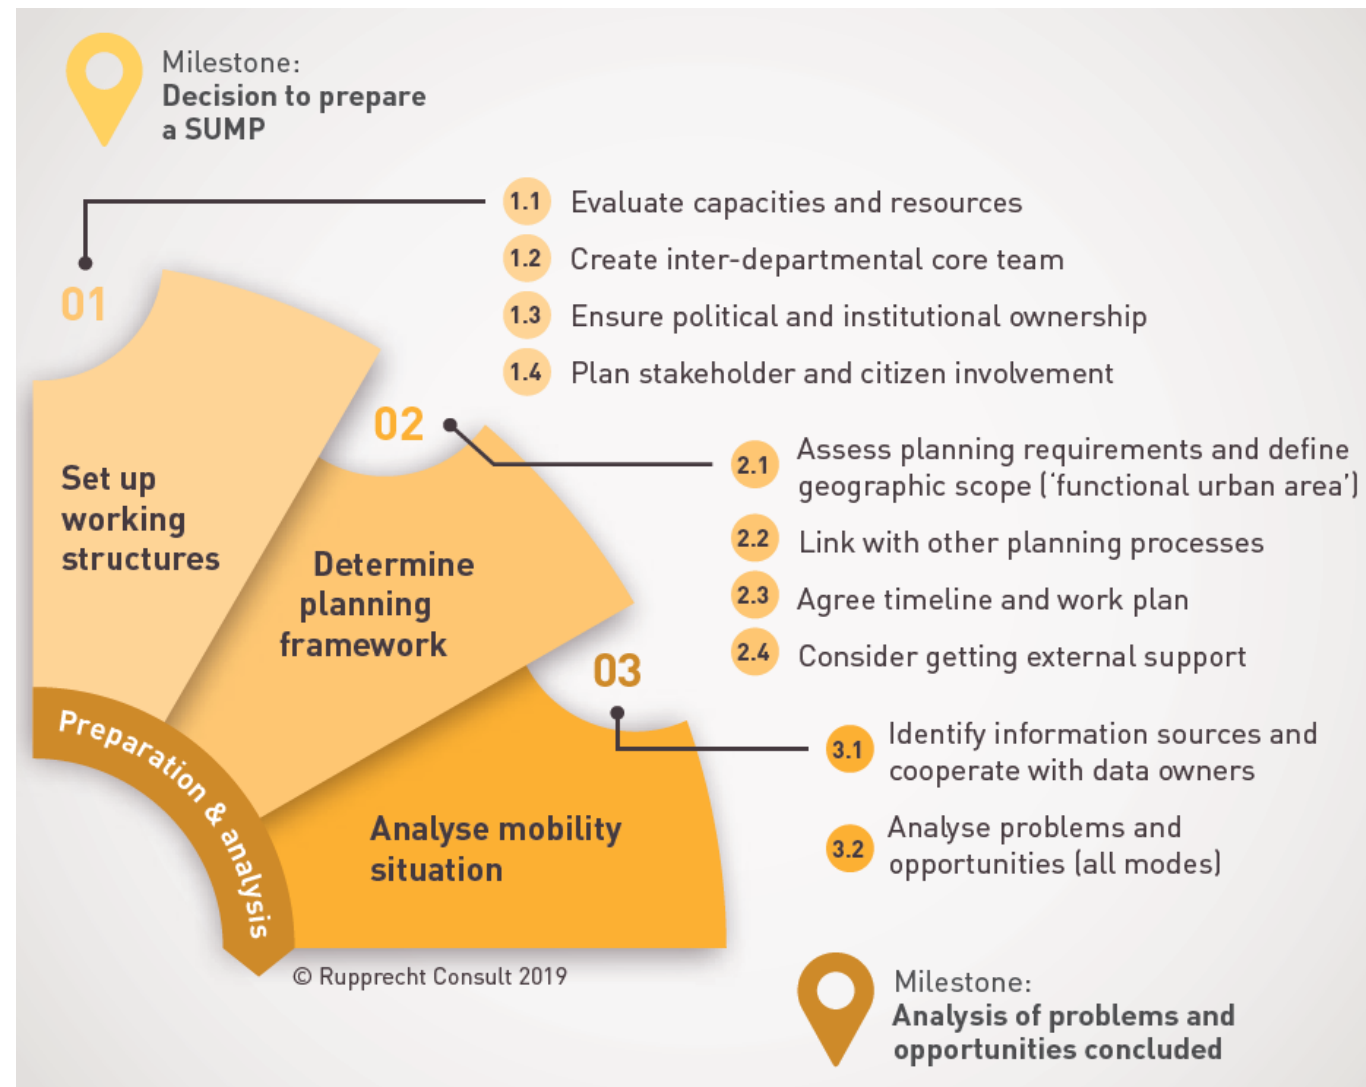 Milestone:
Decision to prepare
a SUMP
1.1 Evaluate capacities and resources
1.2 Create inter-departmental core team
1.3 Ensure political and institutional ownership
1.4 Plan stakeholder and citizen involvement
01
Set up
working
structures
02
2.1 Assess planning requirements and define
geographic scope (‘functional urban area’)
2.2 Link with other planning processes
2.3 Agree timeline and work plan
2.4 Consider getting external support
Determine
planning
framework
03
3.1 Identify information sources and
cooperate with data owners
3.2 Analyse problems and
opportunities (all modes)
Analyse mobility
situation
Preparation & analysis
© Rupprecht Consult 2019
Milestone:
Analysis of problems and
opportunities concluded